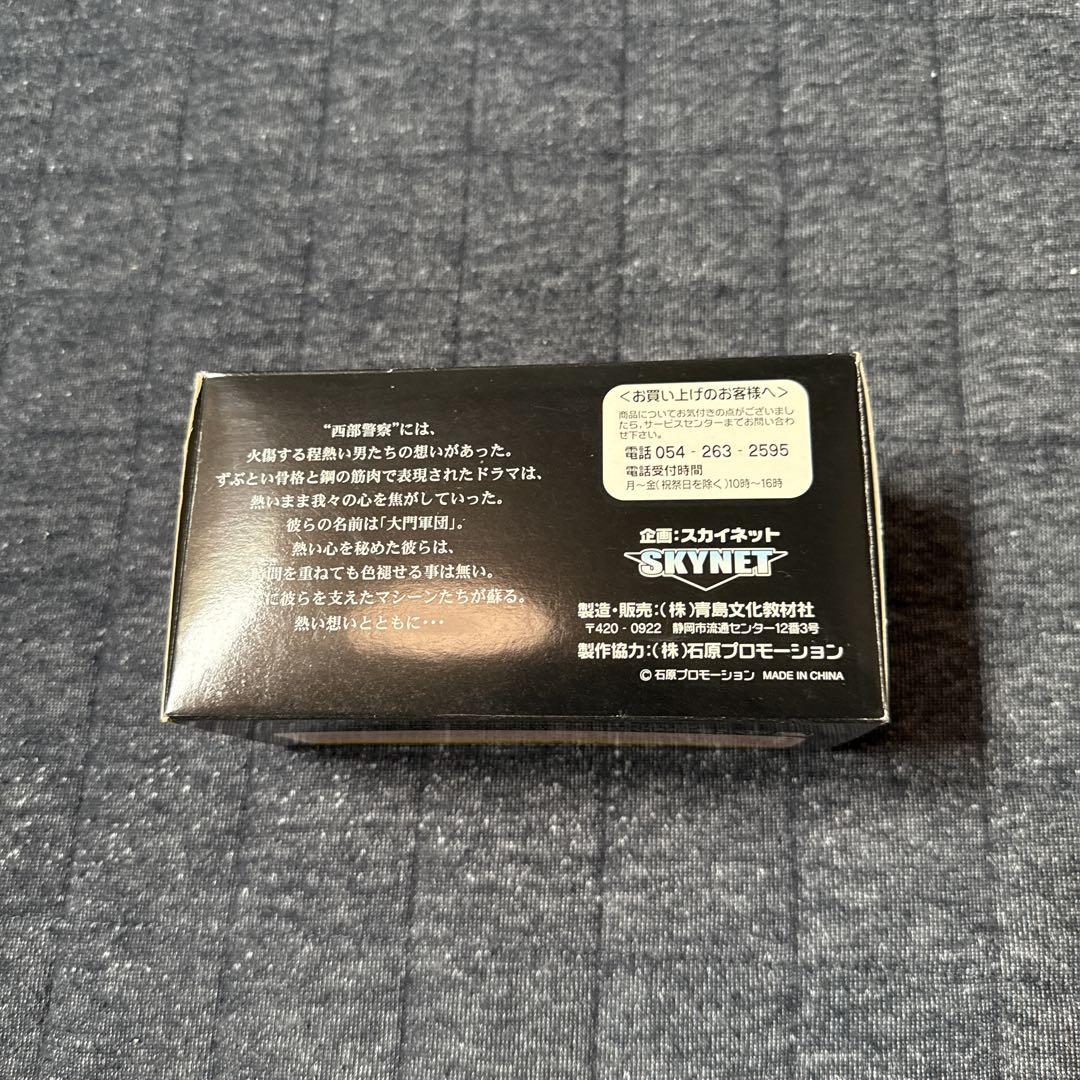 “西部警察”には、
火傷する程熱い男たちの想いがあった。
ずぶとい骨格と鋼の筋肉で表現されたドラマは、
熱いまま我々の心を焦がしていった。
彼らの名前は「大門軍団」。
熱い心を秘めた彼らは、
間を重ねても色褪せる事は無い。
に彼らを支えたマシーンたちが蘇る。
熱い想いとともに・・・
＜お買い上げのお客様へ＞
商品についてお気付きの点がございまし
たら,サービスセンターまでお問い合わ
せ下さい。
電話 054 - 263 - 2595
電話受付時間
月〜金(祝祭日を除く)10時〜16時
企画:スカイネット
SKYNET
製造・販売:(株)青島文化教材社
〒420 - 0922 静岡市流通センター12番3号
製作協力:(株)石原プロモーション
©石原プロモーション MADE IN CHINA